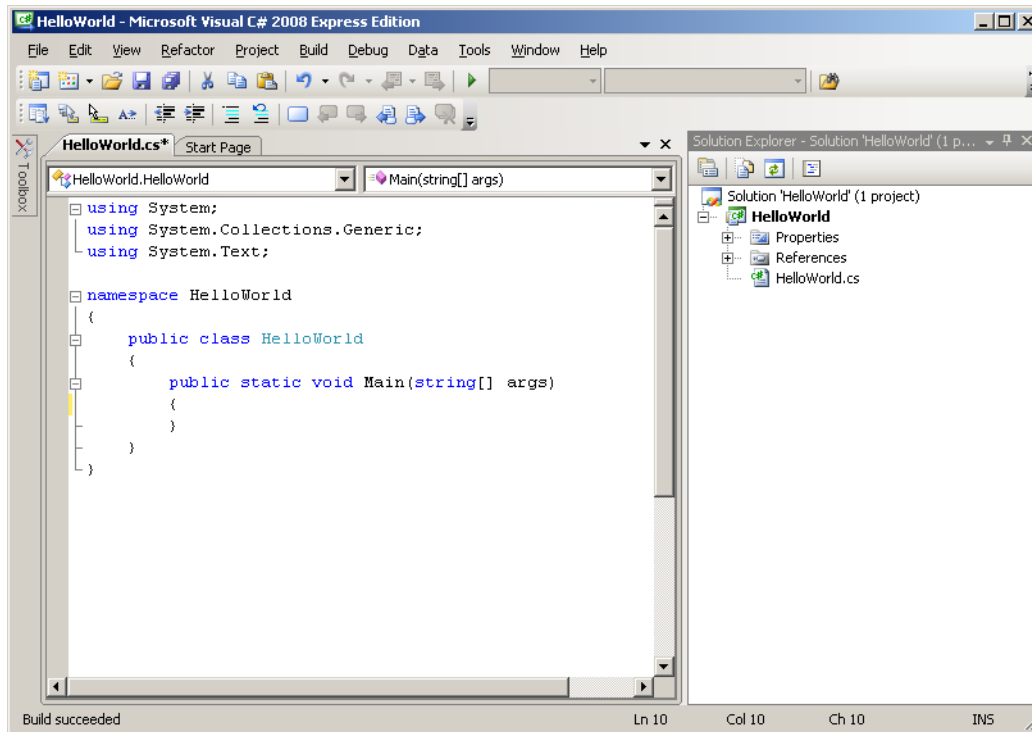 HelloWorld - Microsoft Visual C# 2008 Express Edition
File Edit View Refactor Project Build Debug Data Tools Window Help
HelloWorld.cs* Start Page
Solution Explorer - Solution 'HelloWorld' (1 p...
Toolbox
HelloWorld.HelloWorld Main(string[] args)
Solution 'HelloWorld' (1 project)
HelloWorld
Properties
References
HelloWorld.cs
using System;
using System.Collections.Generic;
using System.Text;
namespace HelloWorld
{
public class HelloWorld
{
public static void Main(string[] args)
{
}
}
}
Build succeeded Ln 10 Col 10 Ch 10 INS